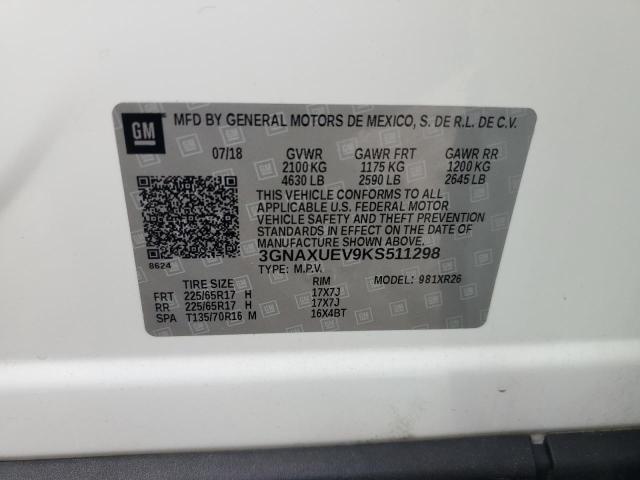 GM MFD BY GENERAL MOTORS DE MEXICO, S. DE R.L. DE C.V.
07/18 GVWR GAWR FRT GAWR RR
2100 KG 1175 KG 1200 KG
4630 LB 2590 LB 2645 LB
THIS VEHICLE CONFORMS TO ALL
APPLICABLE U.S. FEDERAL MOTOR
VEHICLE SAFETY AND THEFT PREVENTION
STANDARDS IN EFFECT ON THE DATE OF
MANUFACTURE SHOWN ABOVE.
3GNAXUEV9KS511298
8624 TYPE: M.P.V. MODEL: 981XR26
TIRE SIZE RIM
FRT 225/65R17 H 17X7J
RR 225/65R17 H 17X7J
SPA T135/70R16 M 16X4BT